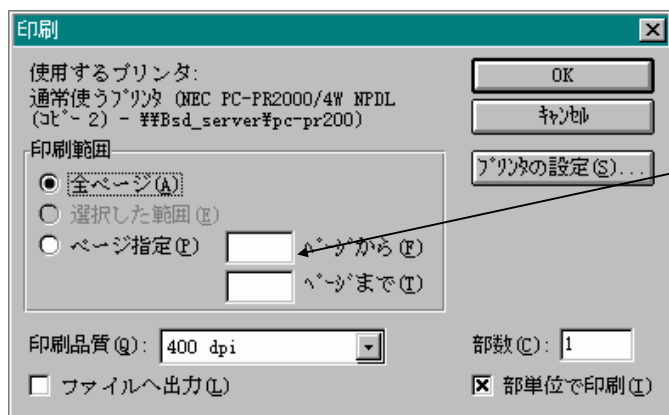 印刷
使用するプリンタ:
通常使うﾌﾟﾘﾝﾀ (NEC PC-PR2000/4W NPDL
(ｺﾋﾟｰ 2) - ¥¥Bsd_server¥pc-pr200)
OK
ｷｬﾝｾﾙ
ﾌﾟﾘﾝﾀの設定(S)...
印刷範囲
全ページ(A)
選択した範囲(E)
ページ指定(P) ﾍﾟｰｼﾞから(F)
ﾍﾟｰｼﾞまで(T)
印刷品質(Q): 400 dpi
部数(C): 1
ファイルへ出力(L)
部単位で印刷(I)